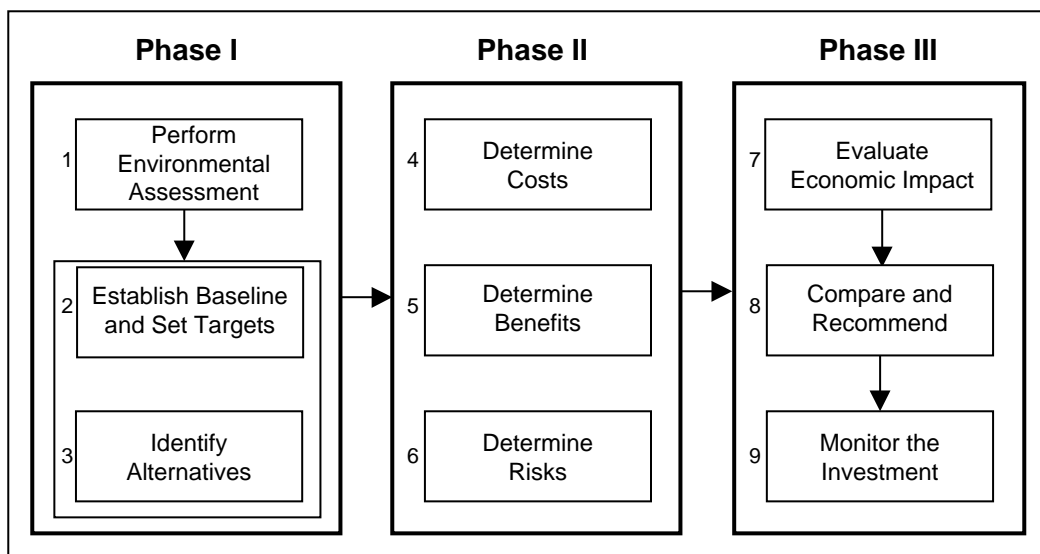 Phase I
1
Perform
Environmental
Assessment
2
Establish Baseline
and Set Targets
3
Identify
Alternatives
Phase II
4
Determine
Costs
5
Determine
Benefits
6
Determine
Risks
Phase III
7
Evaluate
Economic Impact
8
Compare and
Recommend
9
Monitor the
Investment